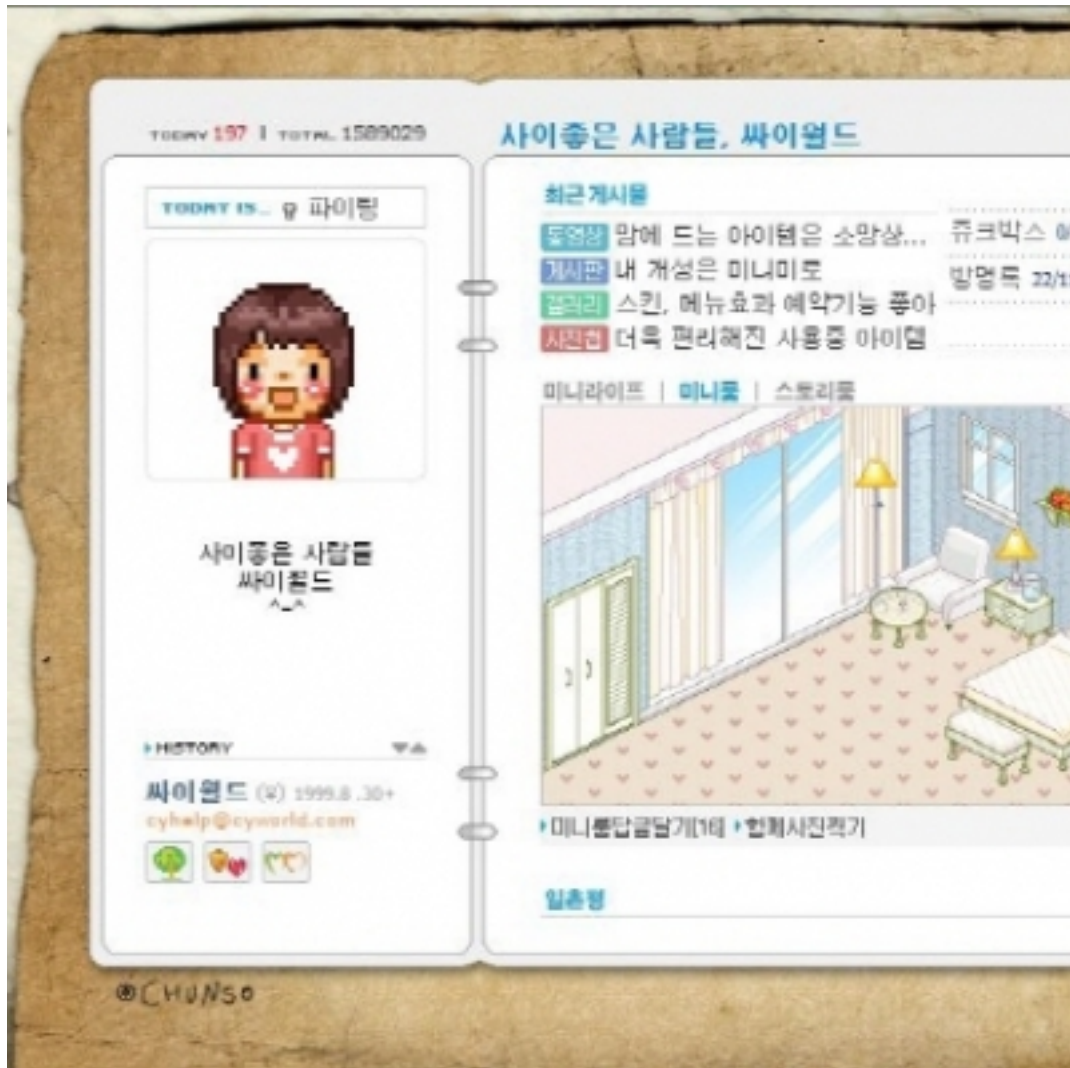 TODAY 197 | TOTAL 1589029
사이좋은 사람들, 싸이월드
TODAY IS.. 파이팅
사이좋은 사람들
싸이월드
^_^
HISTORY
싸이월드 (♀) 1999.8.30+
cyhelp@cyworld.com
최근 게시물
동영상 맘에 드는 아이템은 소망상...
게시판 내 개성은 미니미로
갤러리 스킨, 메뉴효과 예약기능 좋아
사진첩 더욱 편리해진 사용중 아이템
쥬크박스
방명록
미니라이프 | 미니룸 | 스토리룸
미니룸답글달기[16] 함께사진찍기
일촌평
CHUNSO